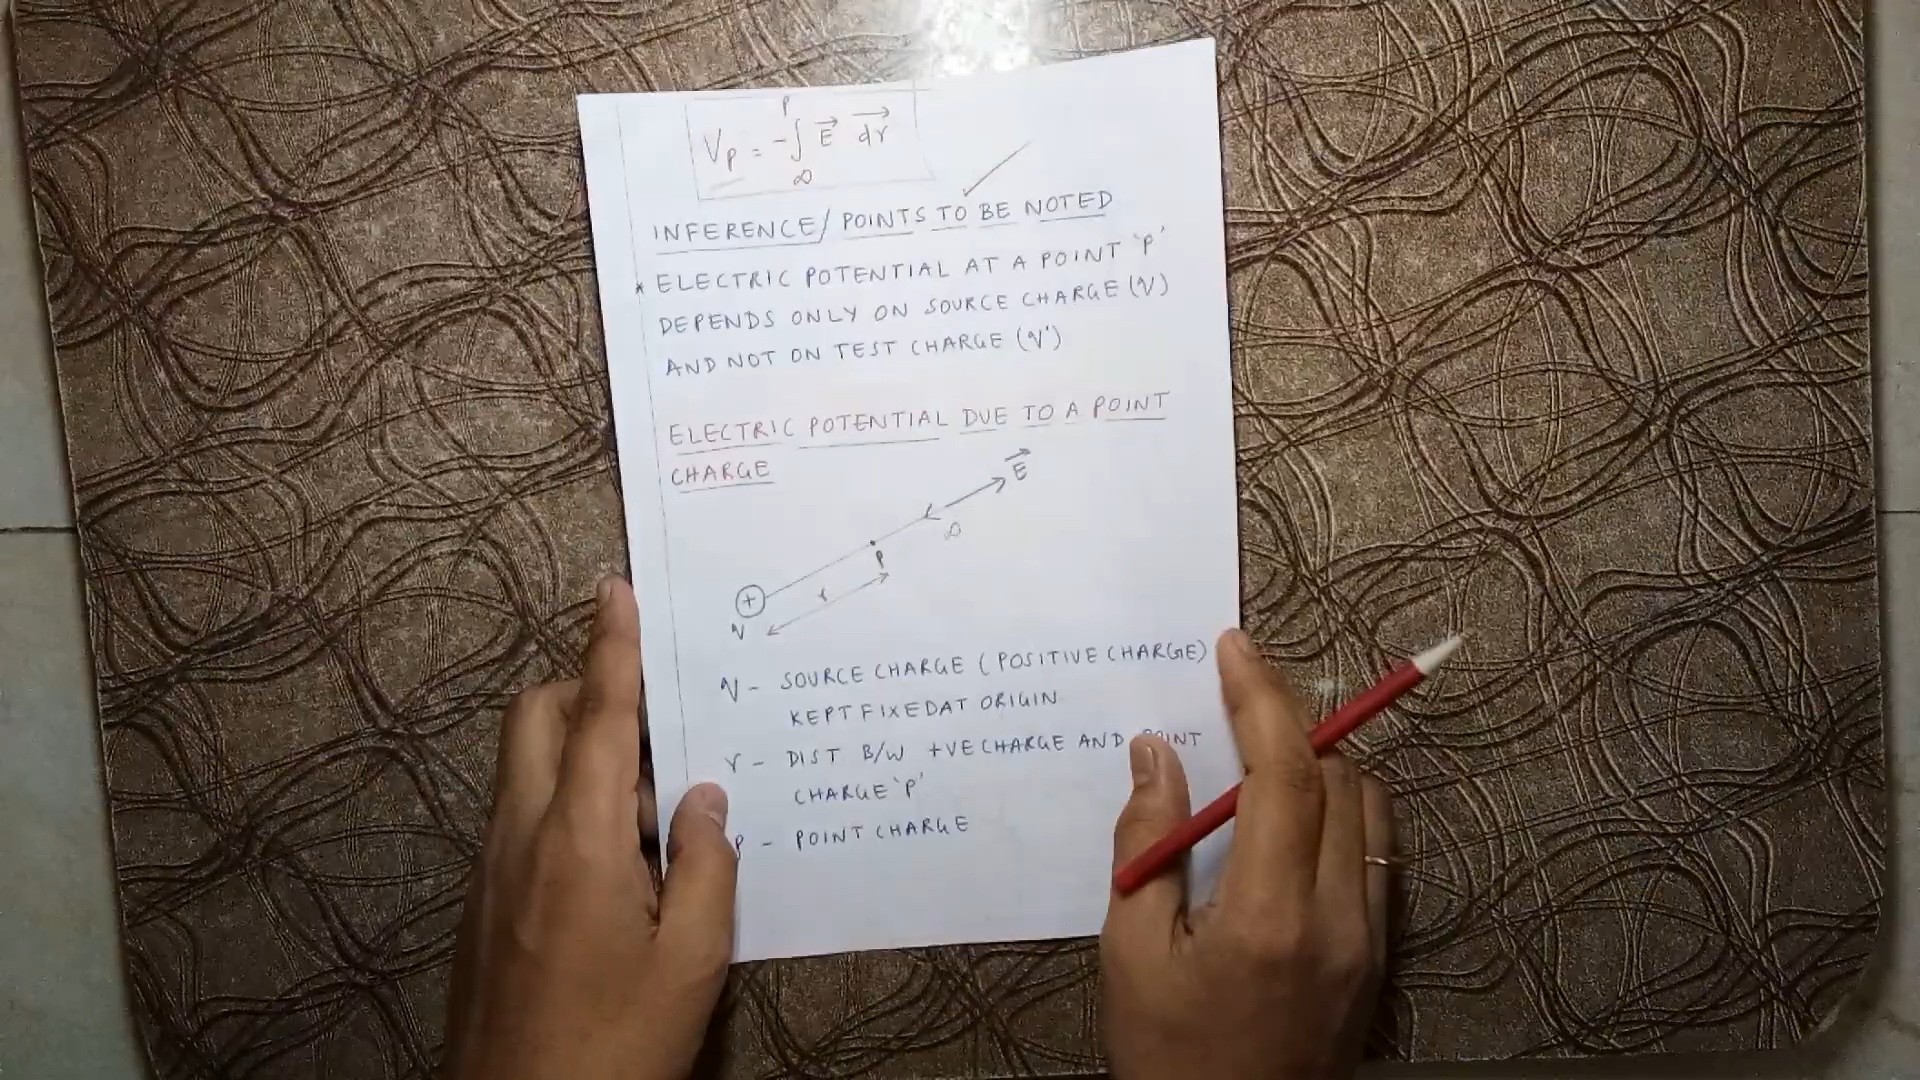 P
Vp = -∫ E⃗ dr⃗
∞
INFERENCE/ POINTS TO BE NOTED
* ELECTRIC POTENTIAL AT A POINT 'P'
DEPENDS ONLY ON SOURCE CHARGE (q)
AND NOT ON TEST CHARGE (q')
ELECTRIC POTENTIAL DUE TO A POINT
CHARGE
E⃗
∞
P
r
+
q
q - SOURCE CHARGE (POSITIVE CHARGE)
KEPT FIXED AT ORIGIN
r - DIST B/W +VE CHARGE AND POINT
CHARGE 'P'
P - POINT CHARGE